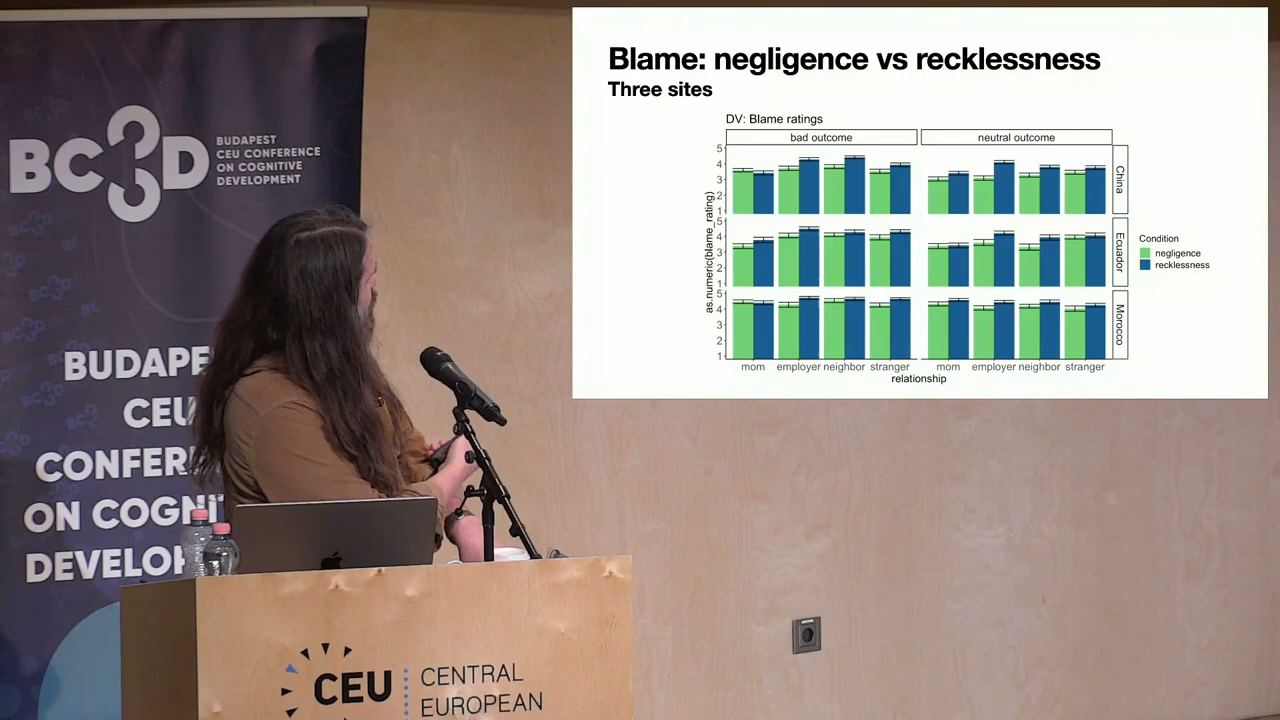 BC3D
BUDAPEST
CEU CONFERENCE
ON COGNITIVE
DEVELOPMENT
BUDAPE
CEU
CONFER
ON COGNI
DEVELOP
Blame: negligence vs recklessness
Three sites
DV: Blame ratings
bad outcome
neutral outcome
as.numeric(blame_rating)
5
4
3
2
1
China
5
4
3
2
1
Ecuador
5
4
3
2
1
Morocco
mom employer neighbor stranger
mom employer neighbor stranger
relationship
Condition
negligence
recklessness
CEU
CENTRAL
EUROPEAN